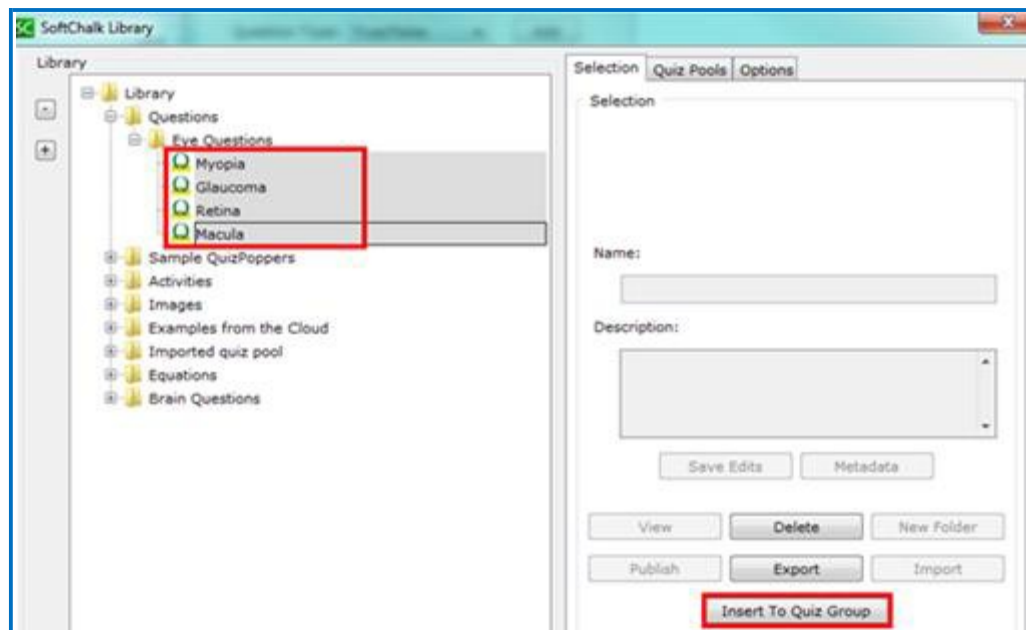 SC SoftChalk Library
Library
Selection
Quiz Pools
Options
Library
Questions
Eye Questions
Myopia
Glaucoma
Retina
Macula
Sample QuizPoppers
Activities
Images
Examples from the Cloud
Imported quiz pool
Equations
Brain Questions
Selection
Name:
Description:
Save Edits
Metadata
View
Delete
New Folder
Publish
Export
Import
Insert To Quiz Group